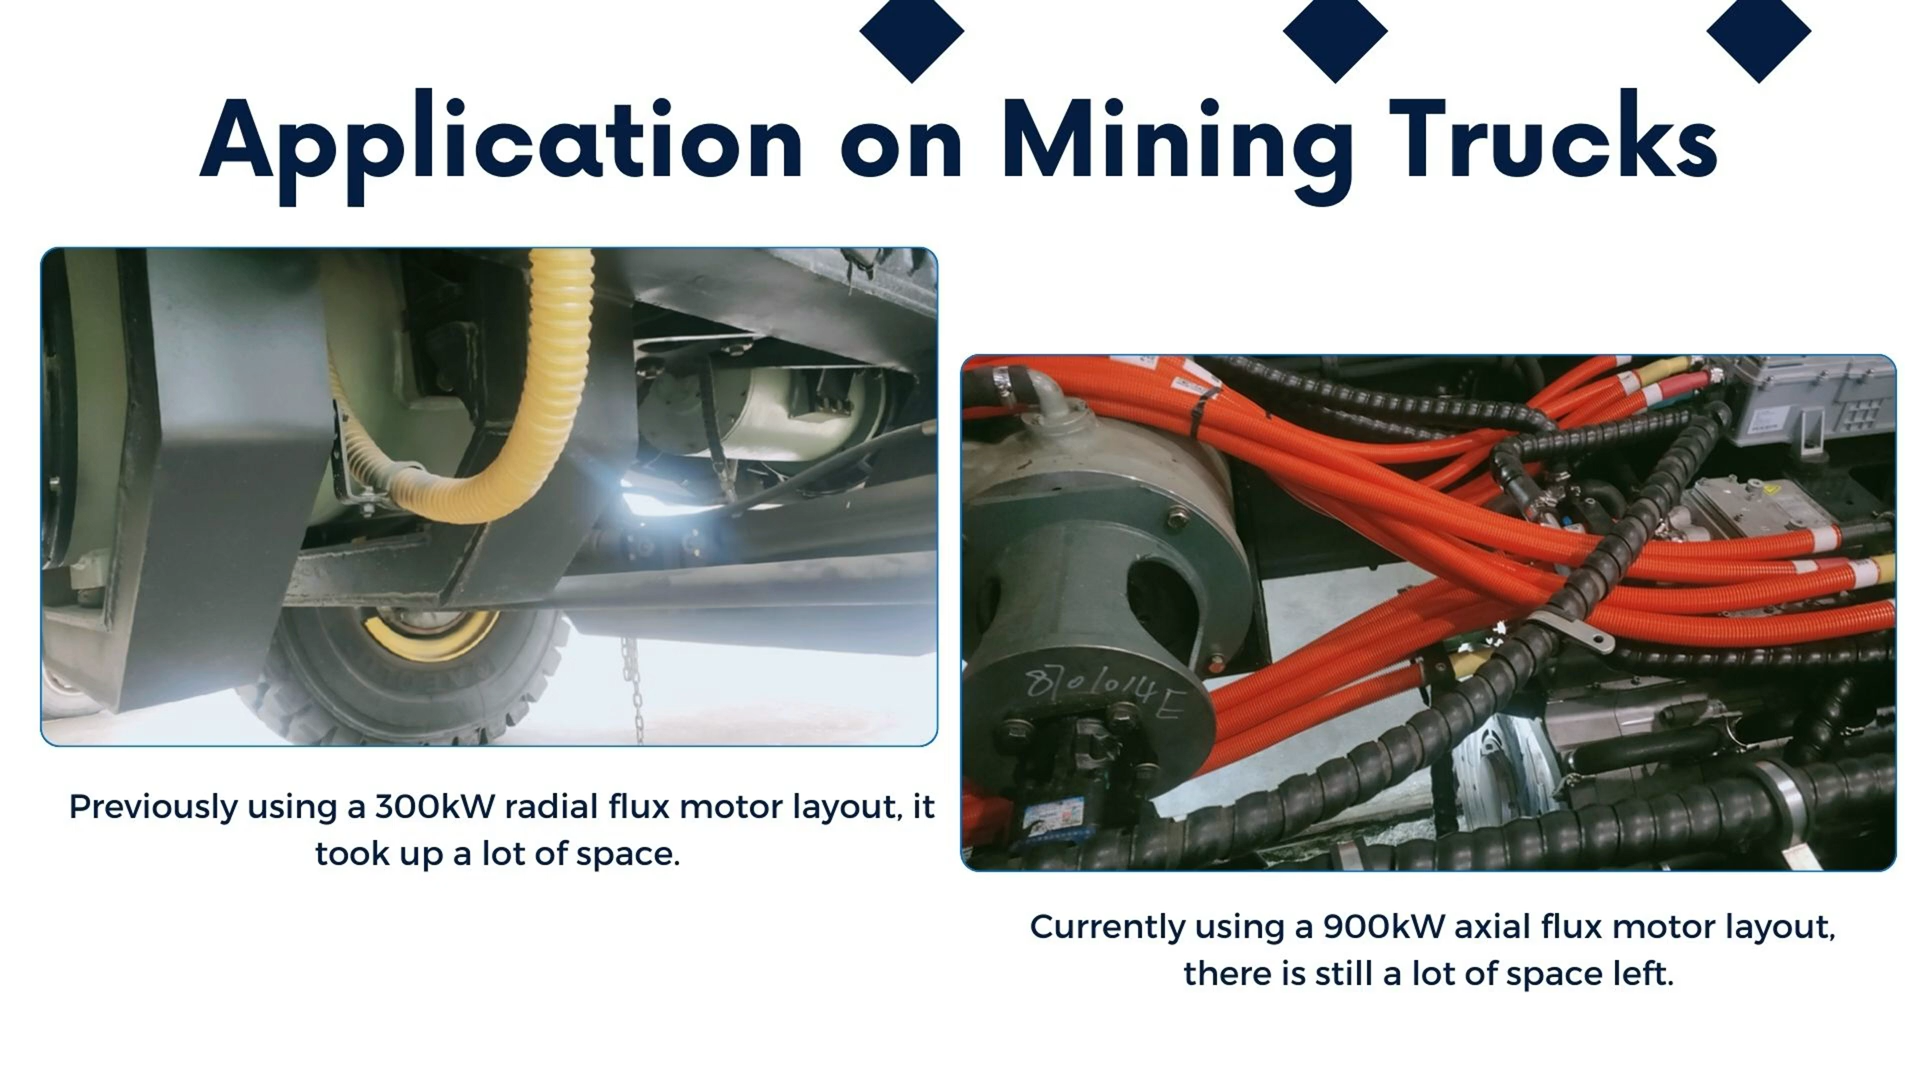 Application on Mining Trucks
Previously using a 300kW radial flux motor layout, it
took up a lot of space.
8701014E
Currently using a 900kW axial flux motor layout,
there is still a lot of space left.